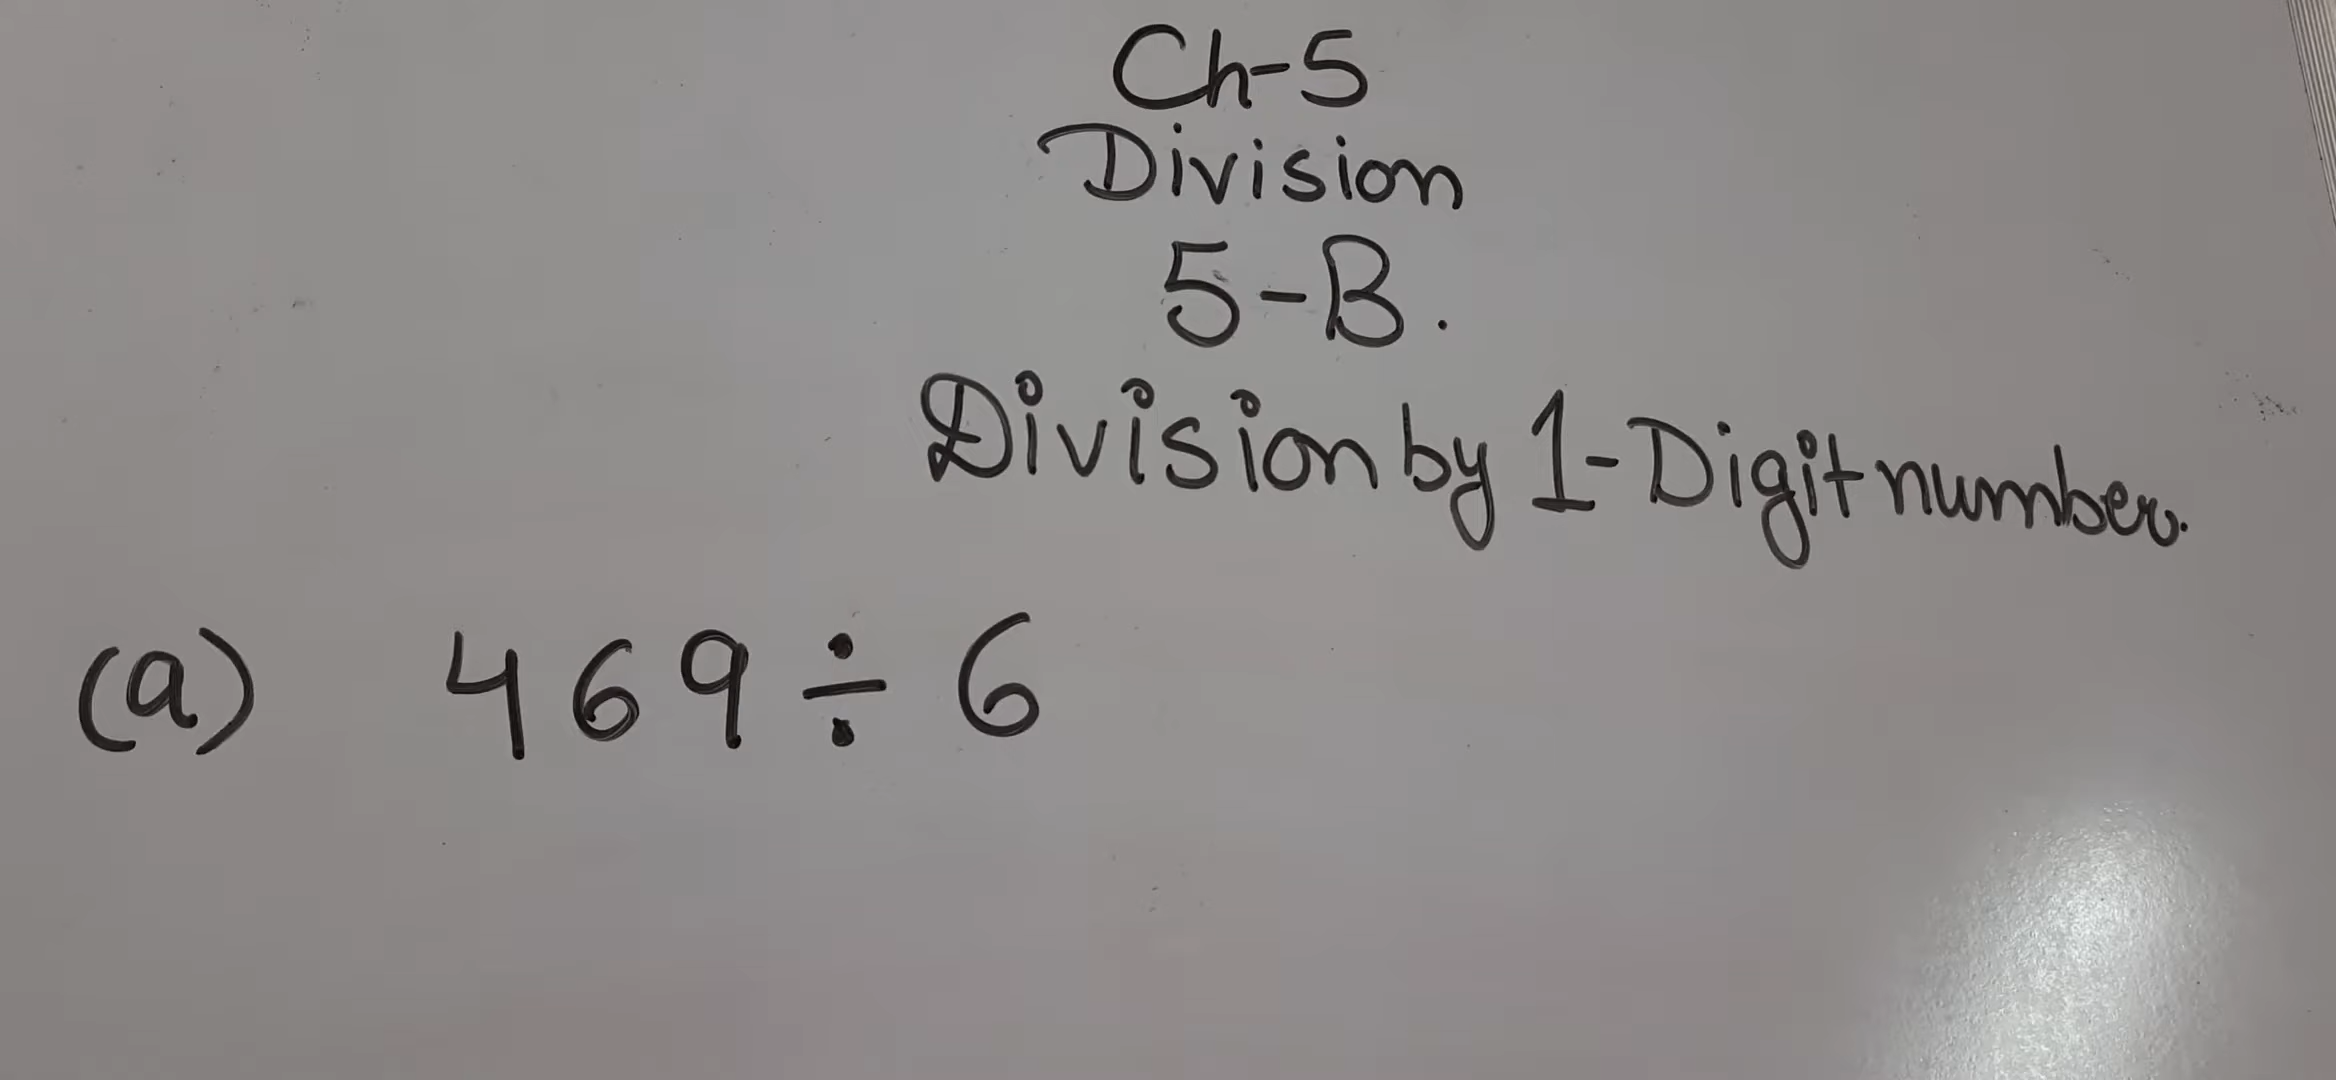 Ch-5
Division
5-B.
Division by 1-Digit number.
(a) 469 ÷ 6